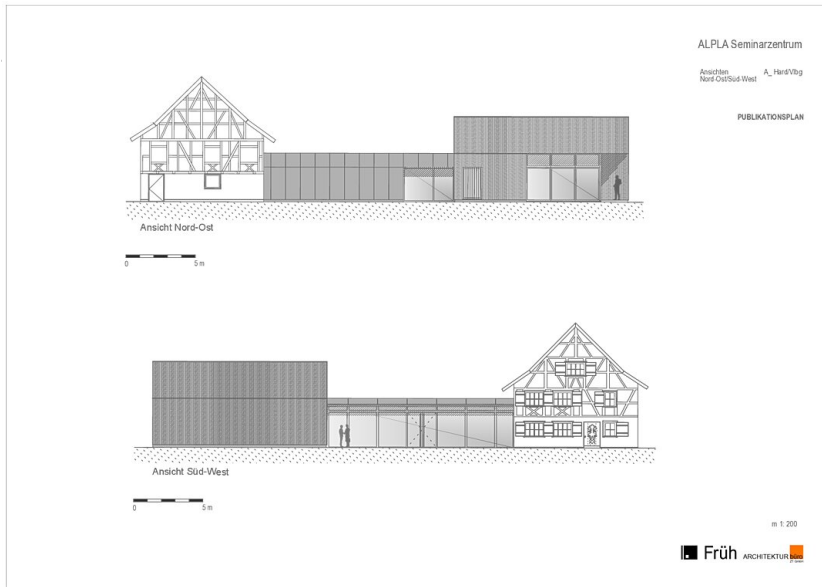 ALPLA Seminarzentrum
Ansichten A_ Hard/Vlbg
Nord-Ost/Süd-West
PUBLIKATIONSPLAN
Ansicht Nord-Ost
0 5 m
Ansicht Süd-West
0 5 m
m 1: 200
Früh ARCHITEKTUR büro